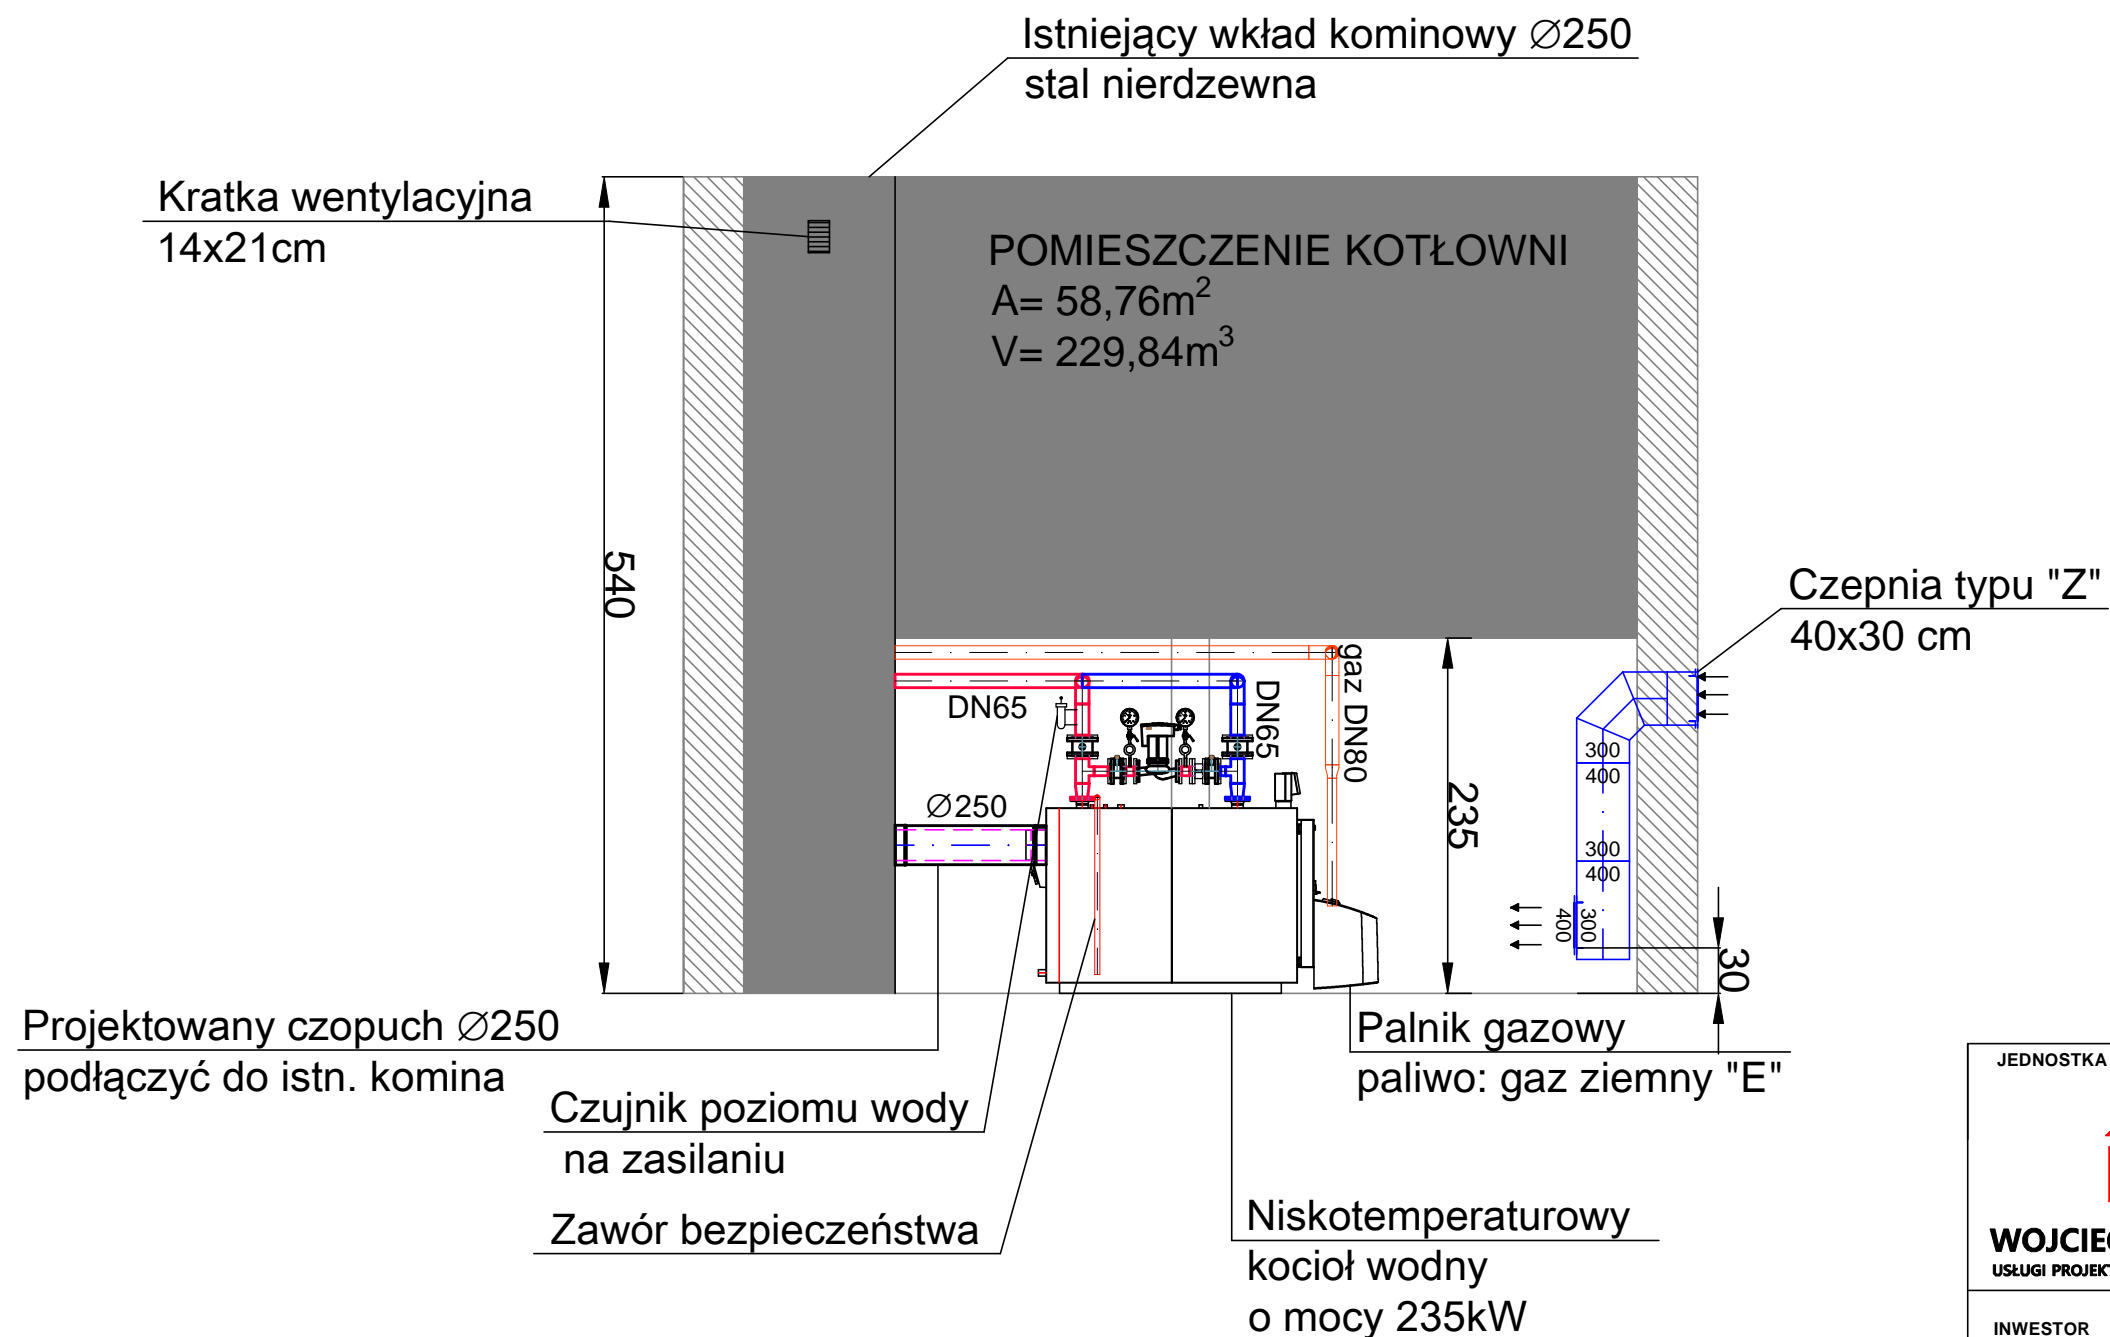 Istniejący wkład kominowy ∅250
stal nierdzewna
Kratka wentylacyjna
14x21cm
POMIESZCZENIE KOTŁOWNI
A= 58,76m²
V= 229,84m³
540
Czepnia typu "Z"
40x30 cm
gaz DN80
DN65
DN65
∅250
235
300
400
300
400
300
400
30
Projektowany czopuch ∅250
podłączyć do istn. komina
Palnik gazowy
paliwo: gaz ziemny "E"
Czujnik poziomu wody
na zasilaniu
Zawór bezpieczeństwa
Niskotemperaturowy
kocioł wodny
o mocy 235kW
JEDNOSTKA
USŁUGI
INWESTOR